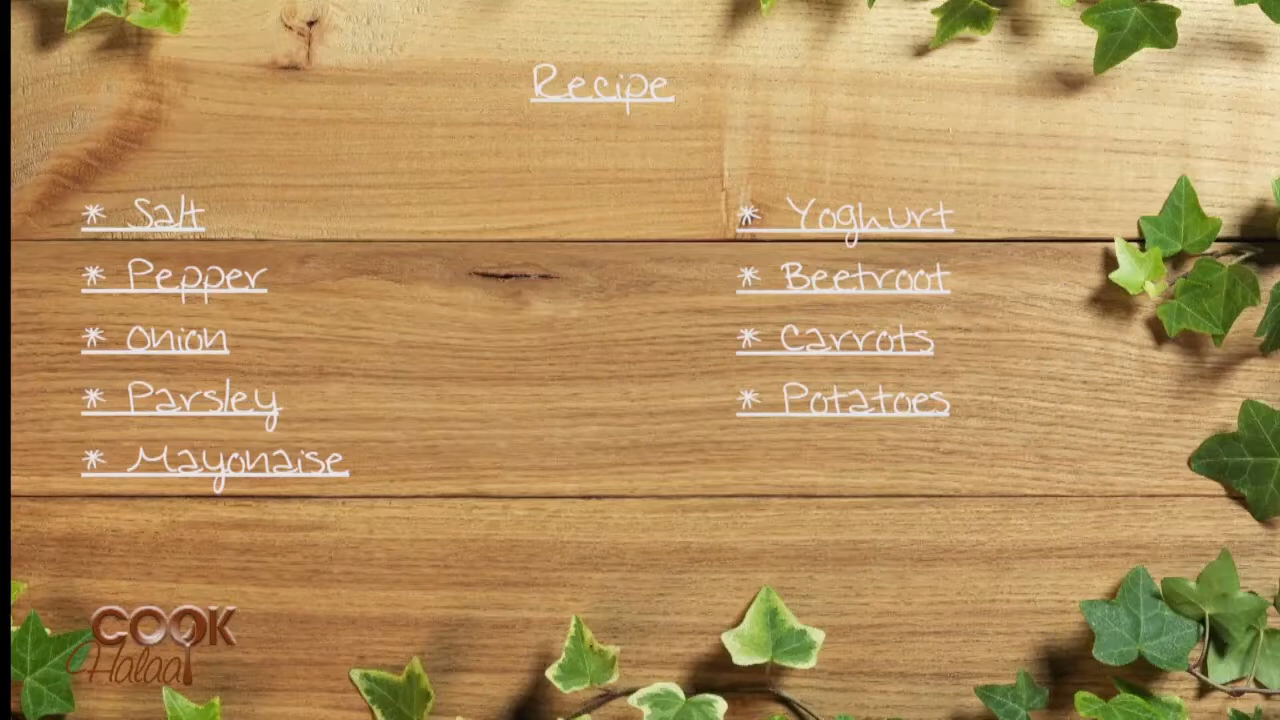 Recipe
* Salt
* Pepper
* Onion
* Parsley
* Mayonaise
* Yoghurt
* Beetroot
* Carrots
* Potatoes
COOK
Halaal